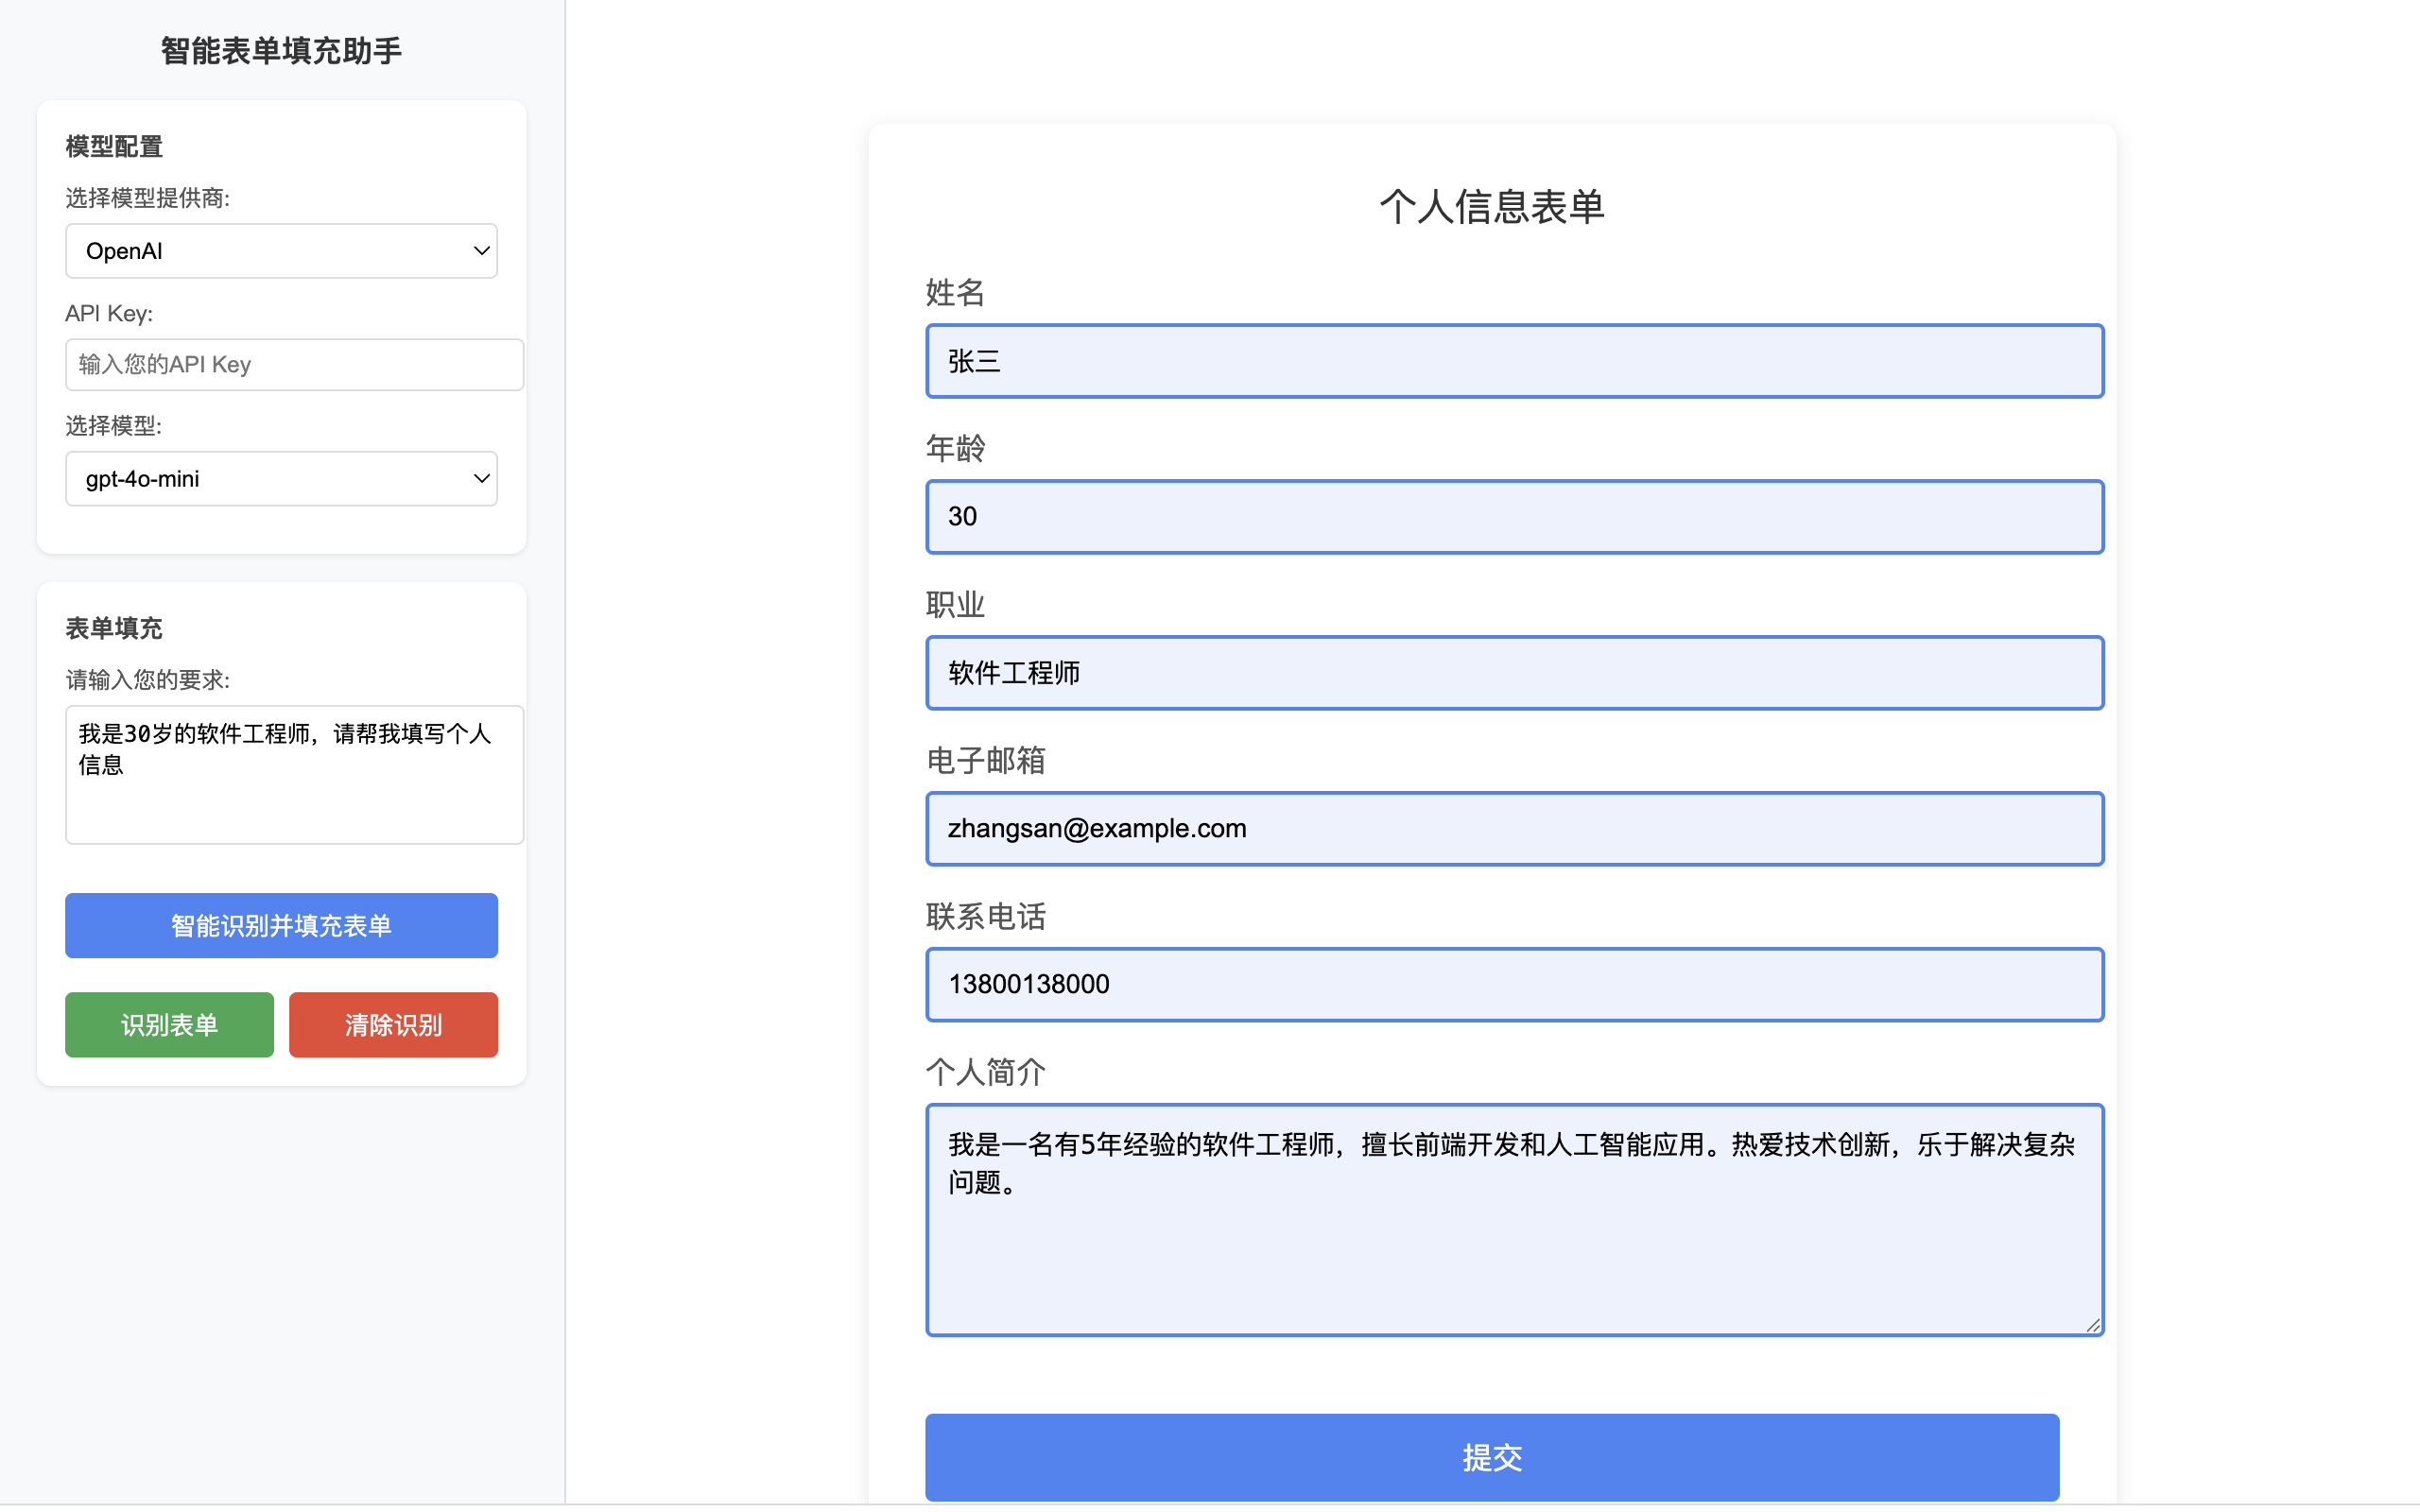 智能表单填充助手
模型配置
选择模型提供商:
OpenAI
API Key:
输入您的API Key
选择模型:
gpt-4o-mini
表单填充
请输入您的要求:
我是30岁的软件工程师，请帮我填写个人
信息
智能识别并填充表单
识别表单
清除识别
个人信息表单
姓名
张三
年龄
30
职业
软件工程师
电子邮箱
zhangsan@example.com
联系电话
13800138000
个人简介
我是一名有5年经验的软件工程师，擅长前端开发和人工智能应用。热爱技术创新，乐于解决复杂
问题。
提交